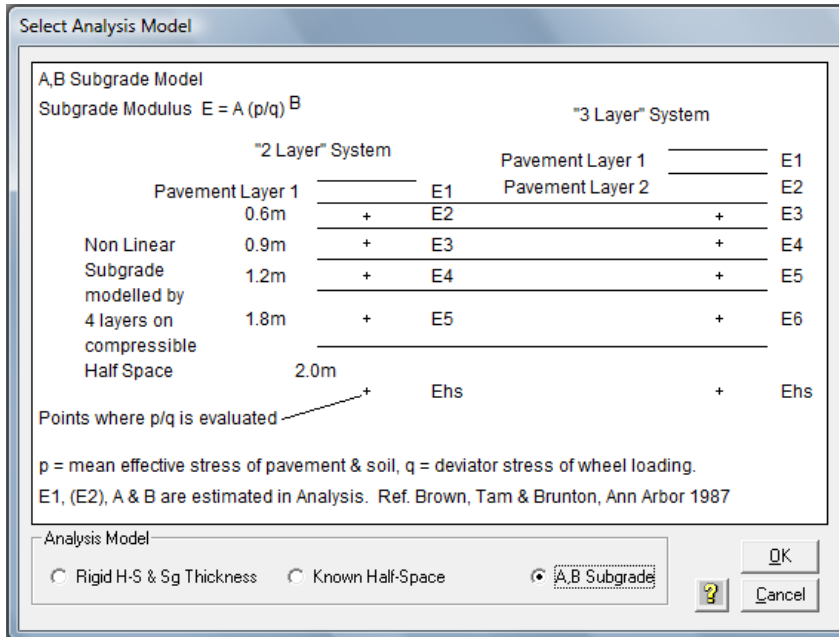 Select Analysis Model
A,B Subgrade Model
Subgrade Modulus E = A (p/q) B
"3 Layer" System
"2 Layer" System
Pavement Layer 1 E1
Pavement Layer 2 E2
Pavement Layer 1 E1
0.6m + E2 + E3
Non Linear 0.9m + E3 + E4
Subgrade 1.2m + E4 + E5
modelled by
4 layers on 1.8m + E5 + E6
compressible
Half Space 2.0m
+ Ehs + Ehs
Points where p/q is evaluated
p = mean effective stress of pavement & soil, q = deviator stress of wheel loading.
E1, (E2), A & B are estimated in Analysis. Ref. Brown, Tam & Brunton, Ann Arbor 1987
Analysis Model
Rigid H-S & Sg Thickness Known Half-Space A,B Subgrade
OK
?
Cancel